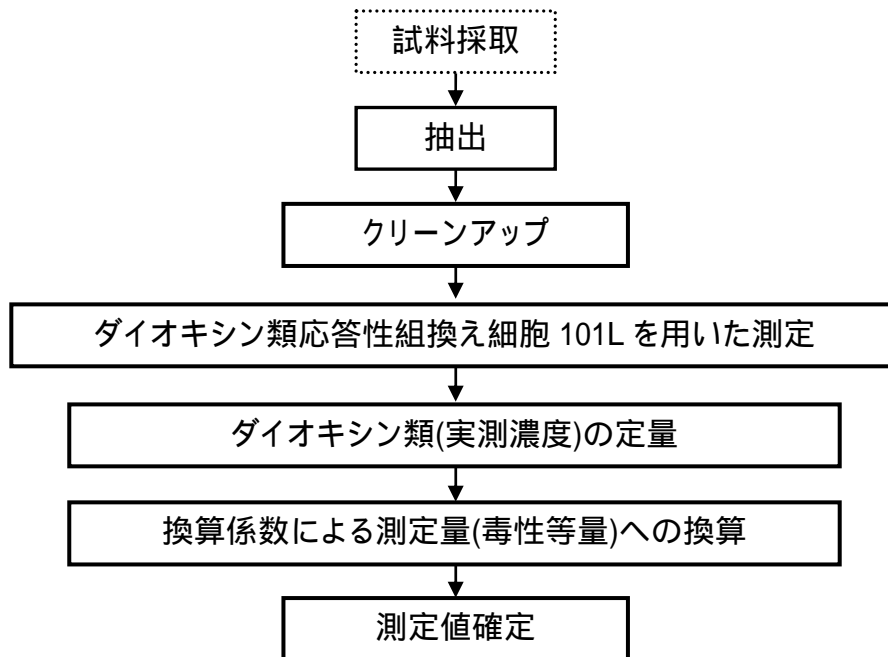 試料採取
抽出
クリーンアップ
ダイオキシン類応答性組換え細胞 101L を用いた測定
ダイオキシン類(実測濃度)の定量
換算係数による測定量(毒性等量)への換算
測定値確定